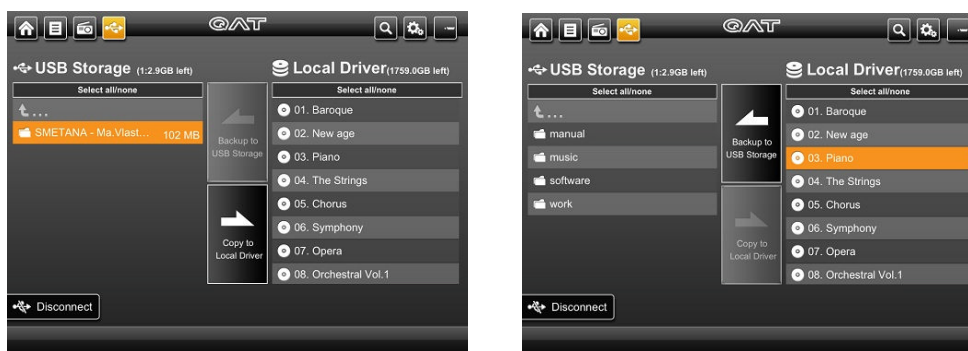 QAT
USB Storage (1:2.9GB left)
Local Driver(1759.0GB left)
Select all/none
Select all/none
...
SMETANA - Ma.Vlast... 102 MB
Backup to
USB Storage
Copy to
Local Driver
01. Baroque
02. New age
03. Piano
04. The Strings
05. Chorus
06. Symphony
07. Opera
08. Orchestral Vol.1
Disconnect
QAT
USB Storage (1:2.9GB left)
Local Driver(1759.0GB left)
Select all/none
Select all/none
...
manual
music
software
work
Backup to
USB Storage
Copy to
Local Driver
01. Baroque
02. New age
03. Piano
04. The Strings
05. Chorus
06. Symphony
07. Opera
08. Orchestral Vol.1
Disconnect